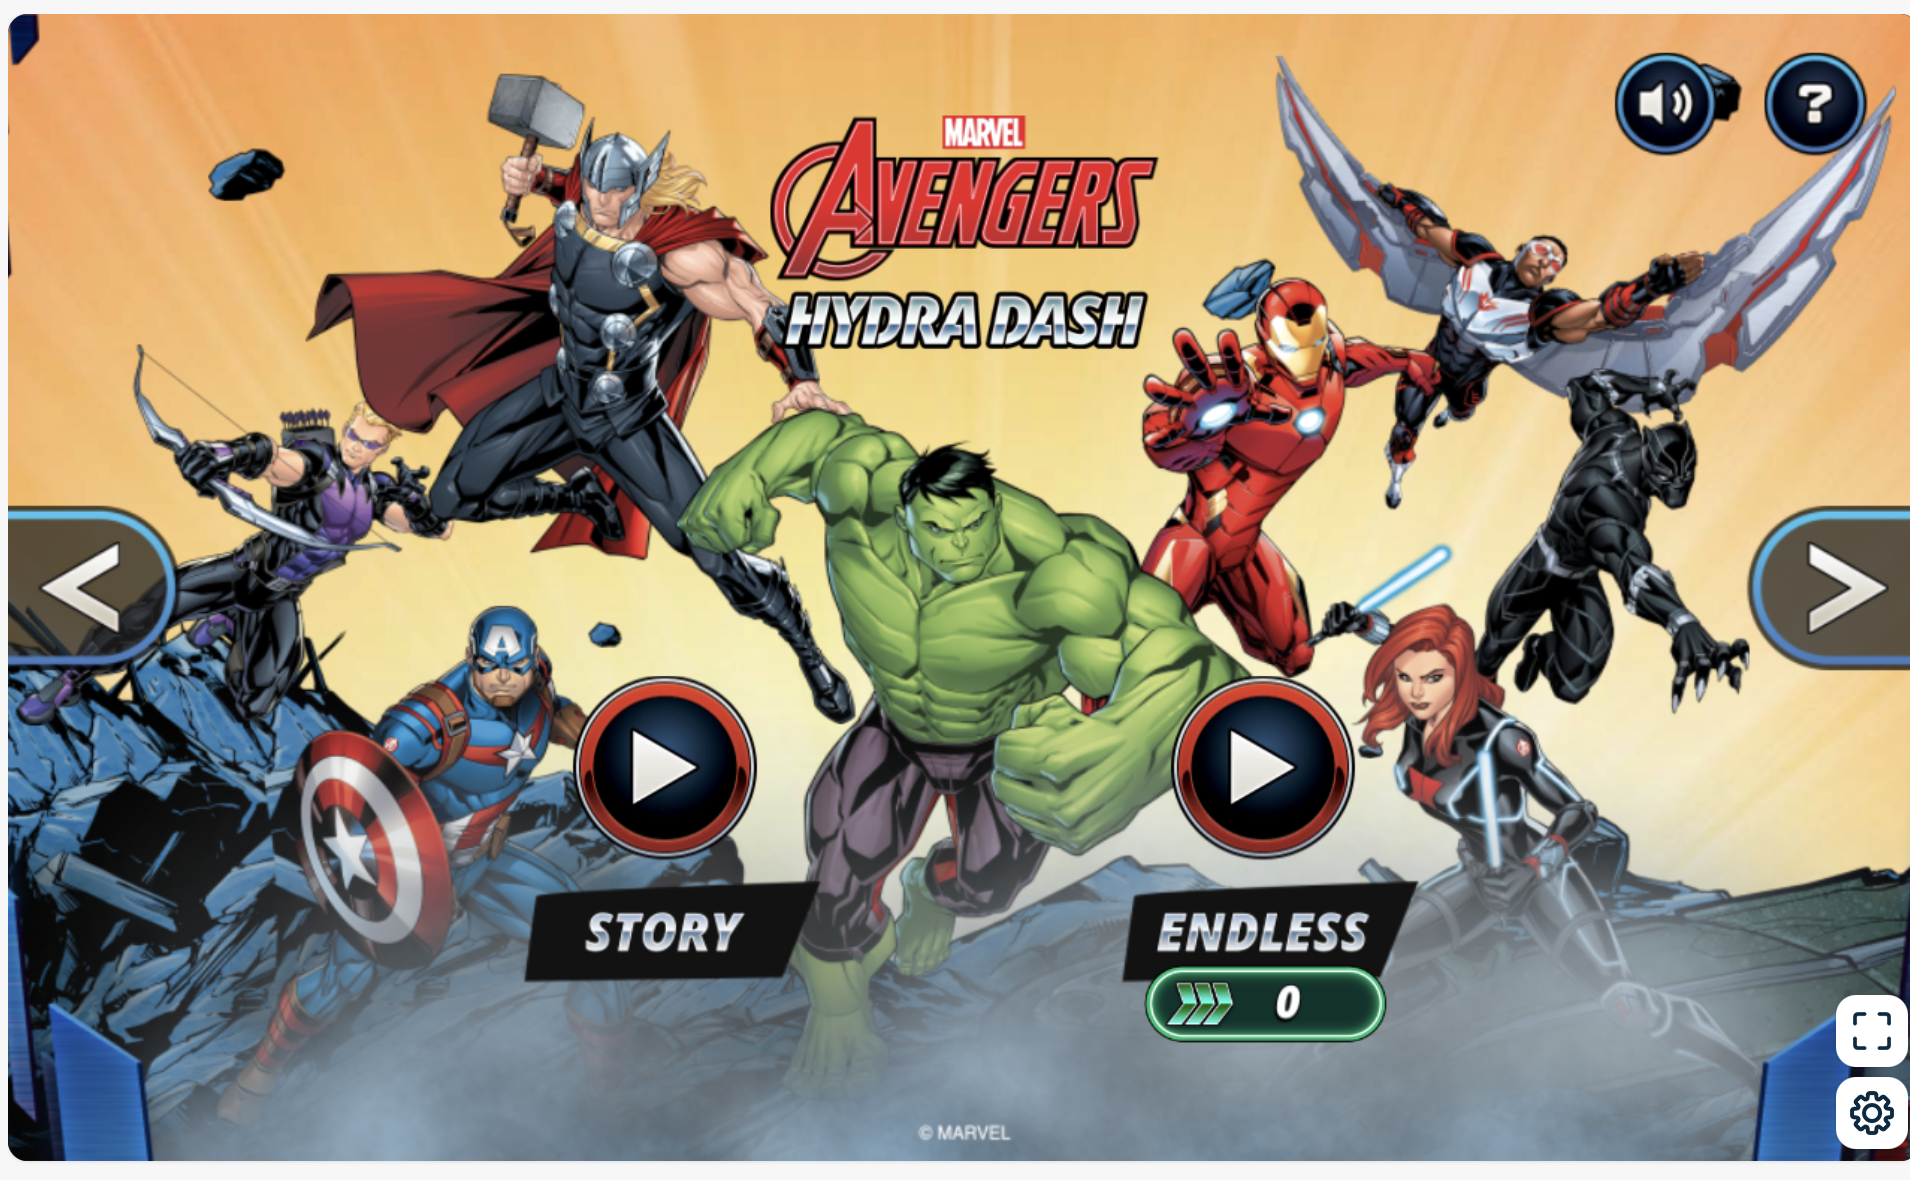 MARVEL
AVENGERS
HYDRA DASH
?
A
STORY
ENDLESS
0
© MARVEL